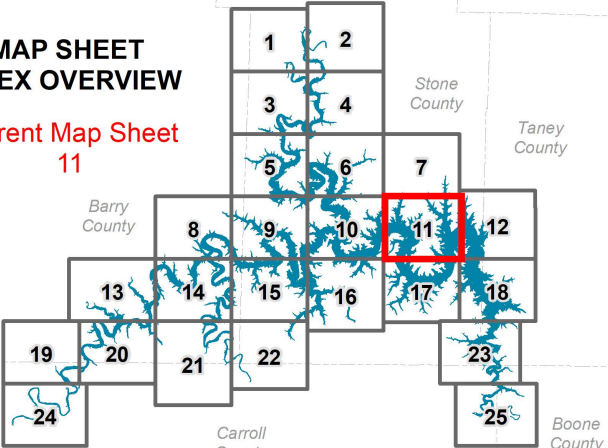 MAP SHEET
EX OVERVIEW
rent Map Sheet
11
1
2
Stone
County
3
4
Taney
County
5
6
7
Barry
County
8
9
10
11
12
13
14
15
16
17
18
19
20
21
22
23
24
25
Carroll
Boone
County